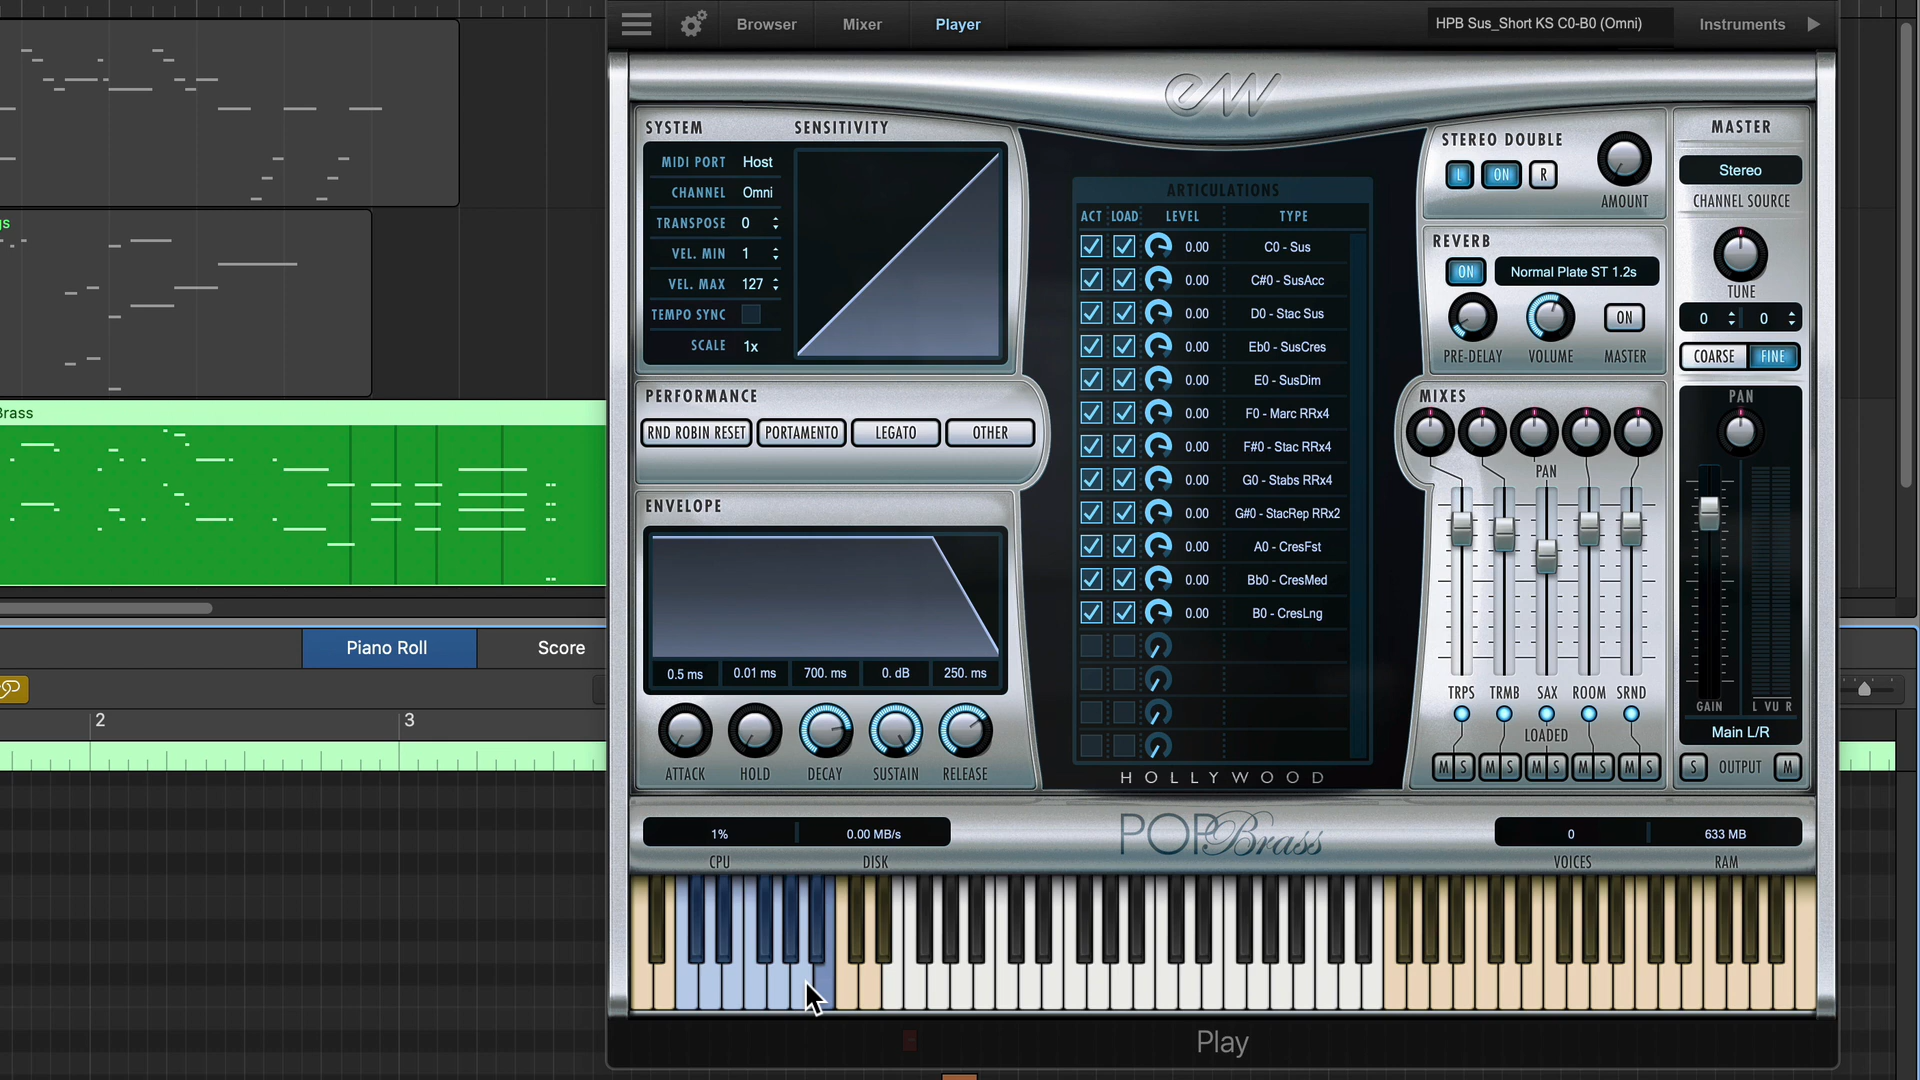 Browser
Mixer
Player
HPB Sus_Short KS C0-B0 (Omni)
Instruments
ew
SYSTEM
SENSITIVITY
MIDI PORT Host
CHANNEL Omni
TRANSPOSE 0
VEL. MIN 1
VEL. MAX 127
TEMPO SYNC
SCALE 1x
PERFORMANCE
RND ROBIN RESET
PORTAMENTO
LEGATO
OTHER
ENVELOPE
0.5 ms 0.01 ms 700. ms 0. dB 250. ms
ATTACK HOLD DECAY SUSTAIN RELEASE
ARTICULATIONS
ACT LOAD LEVEL TYPE
0.00 C0 - Sus
0.00 C#0 - SusAcc
0.00 D0 - Stac Sus
0.00 Eb0 - SusCres
0.00 E0 - SusDim
0.00 F0 - Marc RRx4
0.00 F#0 - Stac RRx4
0.00 G0 - Stabs RRx4
0.00 G#0 - StacRep RRx2
0.00 A0 - CresFst
0.00 Bb0 - CresMed
0.00 B0 - CresLng
HOLLYWOOD
POP Brass
STEREO DOUBLE
L ON R
AMOUNT
REVERB
ON Normal Plate ST 1.2s
ON
PRE-DELAY VOLUME MASTER
MIXES
PAN
TRPS TRMB SAX ROOM SRND
LOADED
M S M S M S M S M S
MASTER
Stereo
CHANNEL SOURCE
TUNE
0 0
COARSE FINE
PAN
GAIN L VU R
Main L/R
S OUTPUT M
1% 0.00 MB/s
CPU DISK
0 633 MB
VOICES RAM
Play
gs
Brass
Piano Roll
Score
2 3